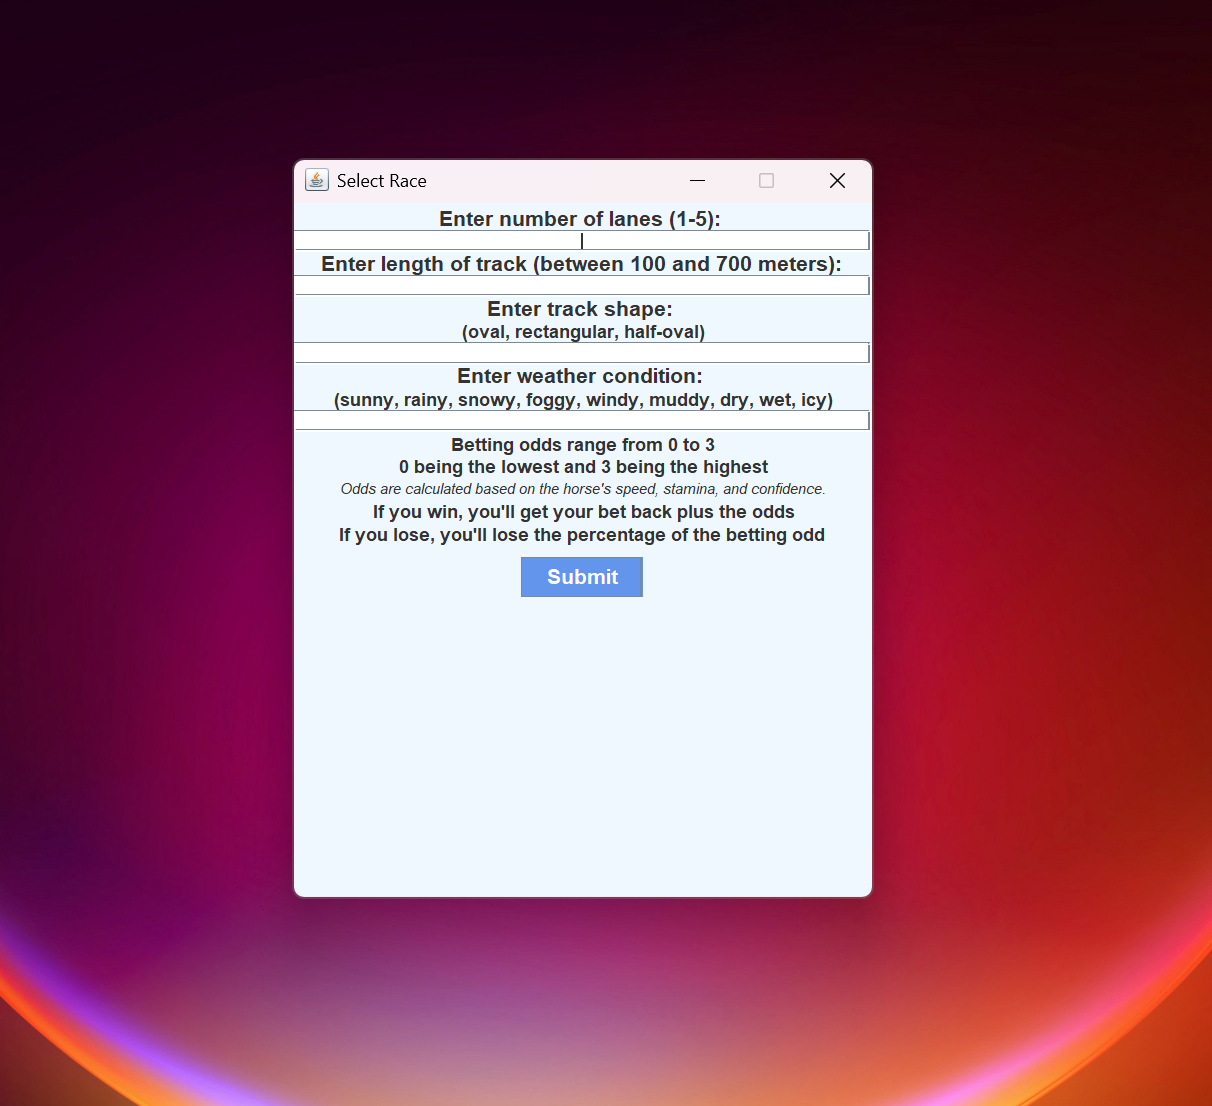 Select Race
Enter number of lanes (1-5):
Enter length of track (between 100 and 700 meters):
Enter track shape:
(oval, rectangular, half-oval)
Enter weather condition:
(sunny, rainy, snowy, foggy, windy, muddy, dry, wet, icy)
Betting odds range from 0 to 3
0 being the lowest and 3 being the highest
Odds are calculated based on the horse's speed, stamina, and confidence.
If you win, you'll get your bet back plus the odds
If you lose, you'll lose the percentage of the betting odd
Submit